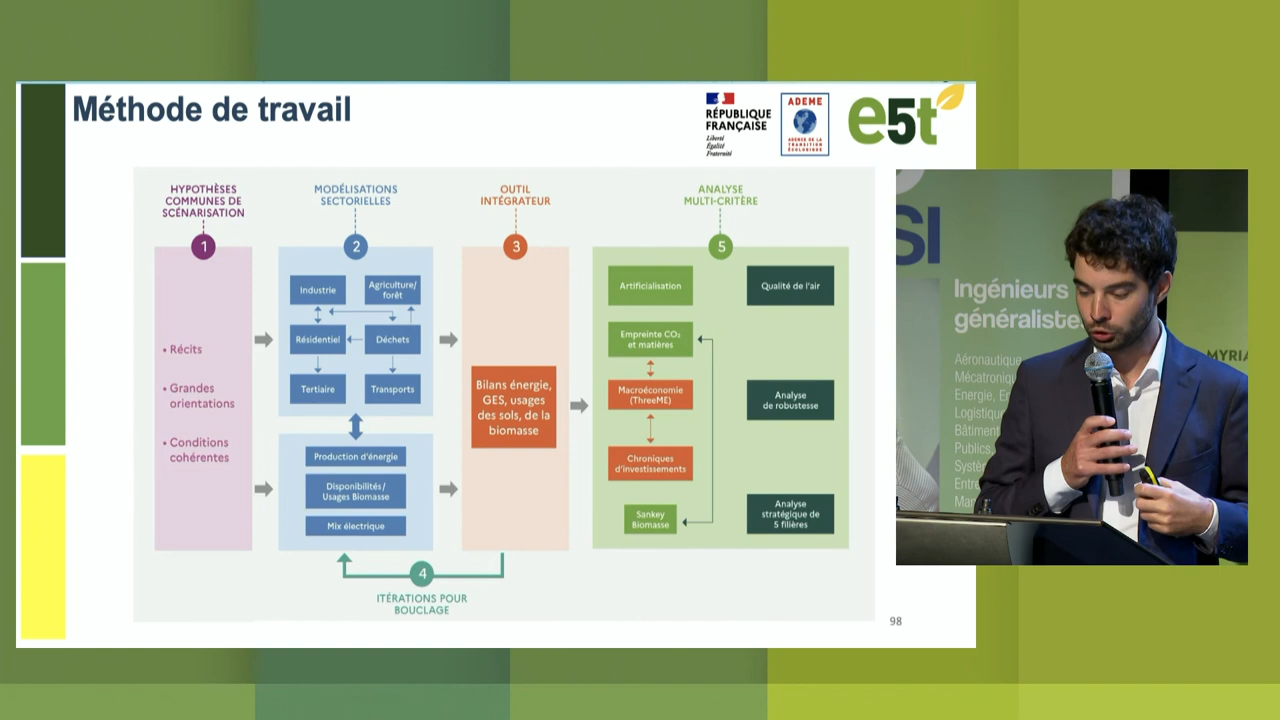 Méthode de travail
RÉPUBLIQUE
FRANÇAISE
Liberté
Égalité
Fraternité
ADEME
AGENCE DE LA
TRANSITION
ÉCOLOGIQUE
e5t
HYPOTHÈSES
COMMUNES DE
SCÉNARISATION
1
• Récits
• Grandes
orientations
• Conditions
cohérentes
MODÉLISATIONS
SECTORIELLES
2
Industrie
Agriculture/
forêt
Résidentiel
Déchets
Tertiaire
Transports
Production d'énergie
Disponibilités/
Usages Biomasse
Mix électrique
OUTIL
INTÉGRATEUR
3
Bilans énergie,
GES, usages
des sols, de la
biomasse
4
ITÉRATIONS POUR
BOUCLAGE
ANALYSE
MULTI-CRITÈRE
5
Artificialisation
Qualité de l'air
Empreinte CO₂
et matières
Macroéconomie
(ThreeME)
Analyse
de robustesse
Chroniques
d'investissements
Sankey
Biomasse
Analyse
stratégique de
5 filières
98
SI
Ingénieurs
généraliste
Aéronautique
Mécatroniq
Energie, E
Logistique
Bâtiment
Publics,
Systè
Entre
Ma
MYRIA